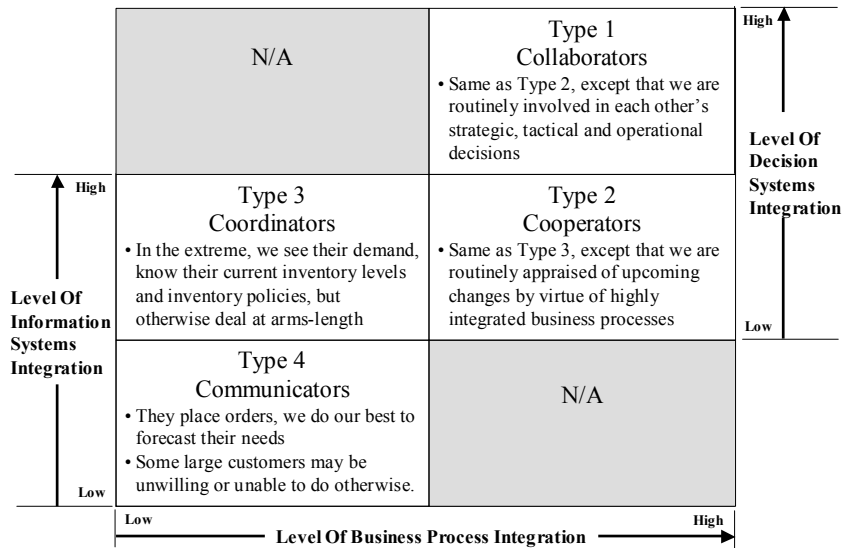 N/A
Type 1
Collaborators
• Same as Type 2, except that we are
routinely involved in each other's
strategic, tactical and operational
decisions
High
Level Of
Decision
Systems
Integration
Low
High
Level Of
Information
Systems
Integration
Low
Type 3
Coordinators
• In the extreme, we see their demand,
know their current inventory levels
and inventory policies, but
otherwise deal at arms-length
Type 2
Cooperators
• Same as Type 3, except that we are
routinely appraised of upcoming
changes by virtue of highly
integrated business processes
Type 4
Communicators
• They place orders, we do our best to
forecast their needs
• Some large customers may be
unwilling or unable to do otherwise.
N/A
Low
Level Of Business Process Integration
High